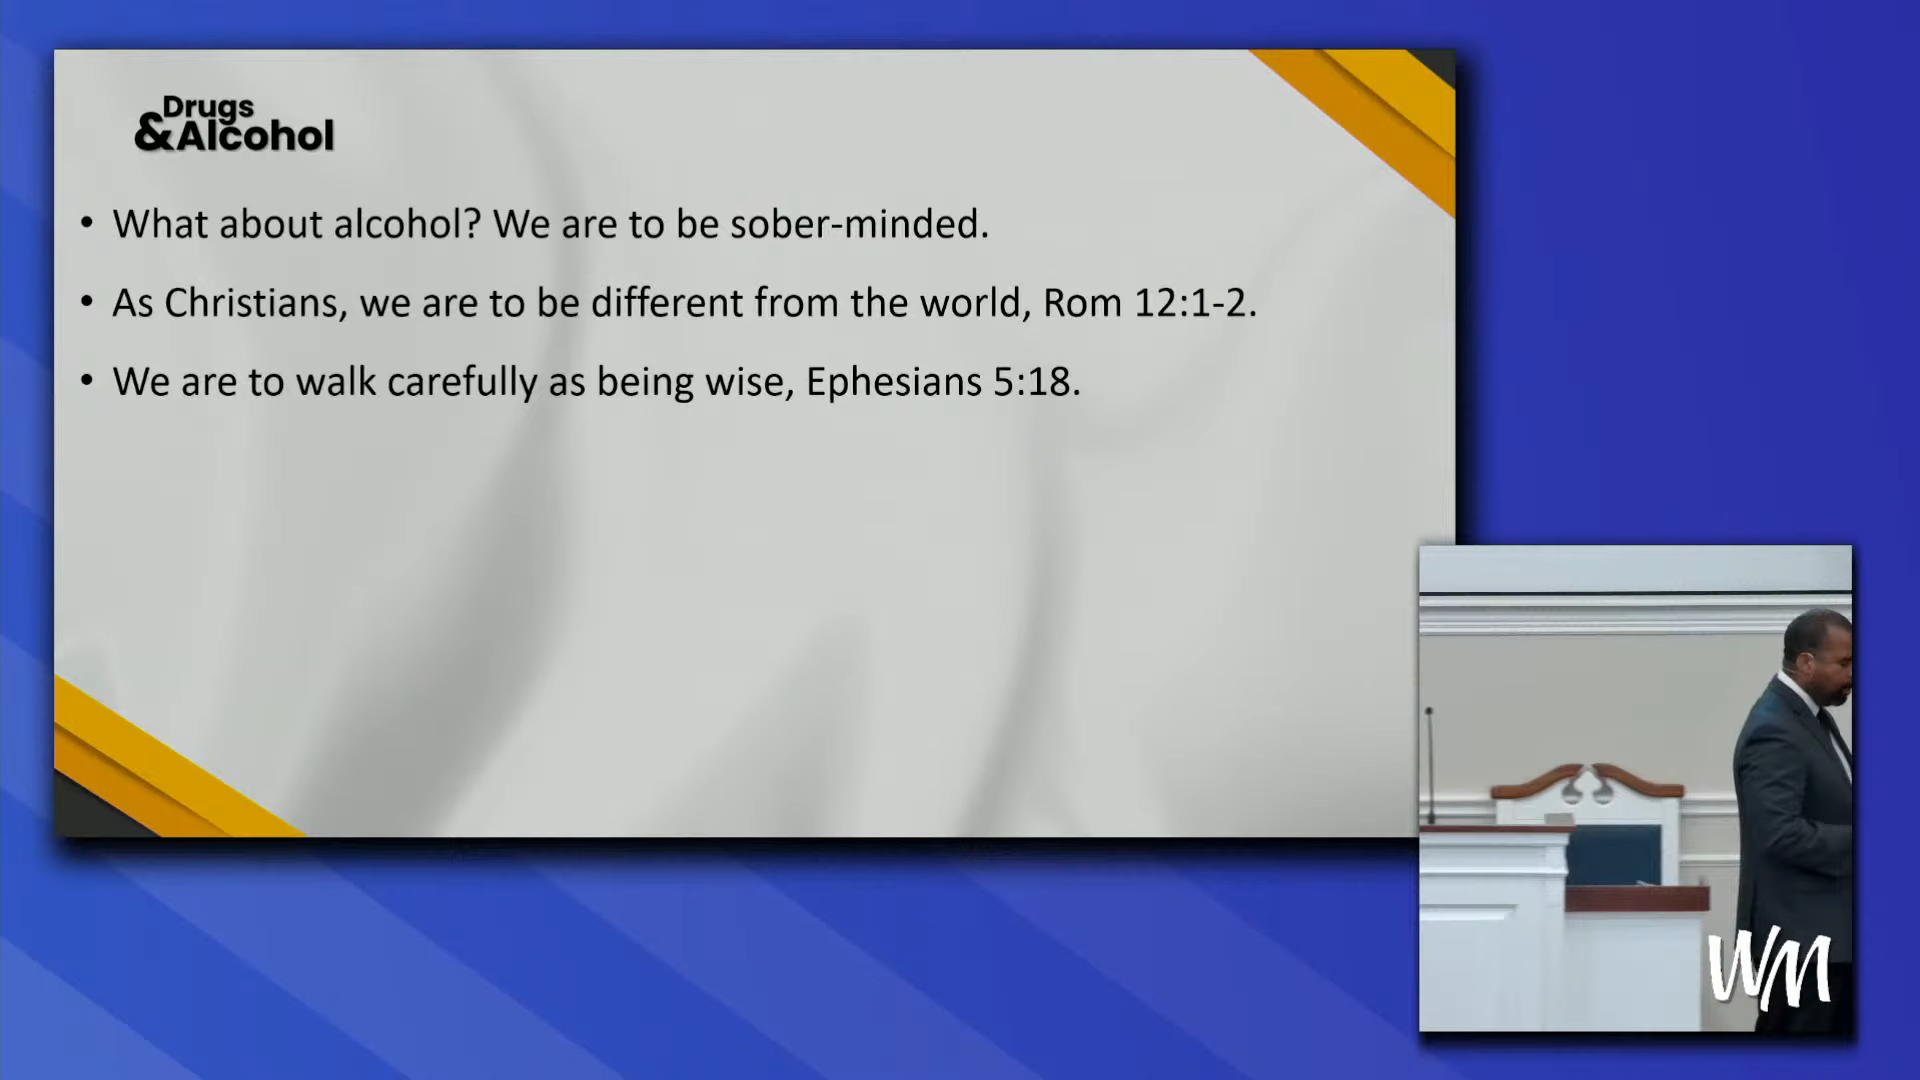 Drugs
&Alcohol
• What about alcohol? We are to be sober-minded.
• As Christians, we are to be different from the world, Rom 12:1-2.
• We are to walk carefully as being wise, Ephesians 5:18.
WM